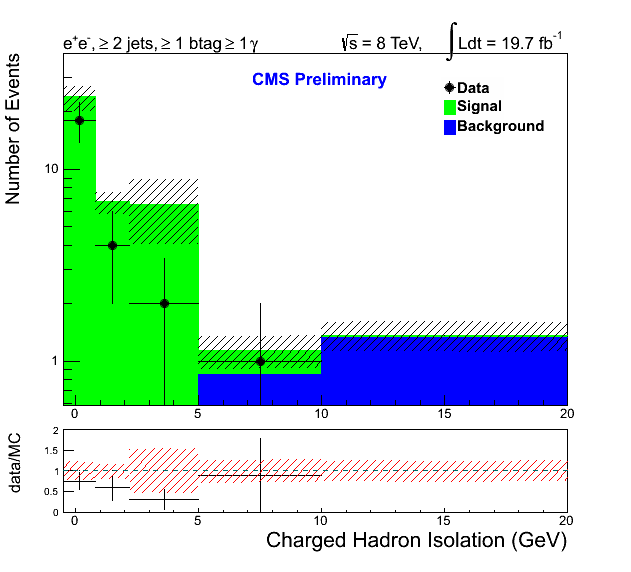 e⁺e⁻, ≥ 2 jets, ≥ 1 btag ≥ 1 γ √s = 8 TeV, ∫ Ldt = 19.7 fb⁻¹
CMS Preliminary
Data
Signal
Background
Number of Events
10
1
0 5 10 15 20
data/MC
2
1.5
1
0.5
0
0 5 10 15 20
Charged Hadron Isolation (GeV)